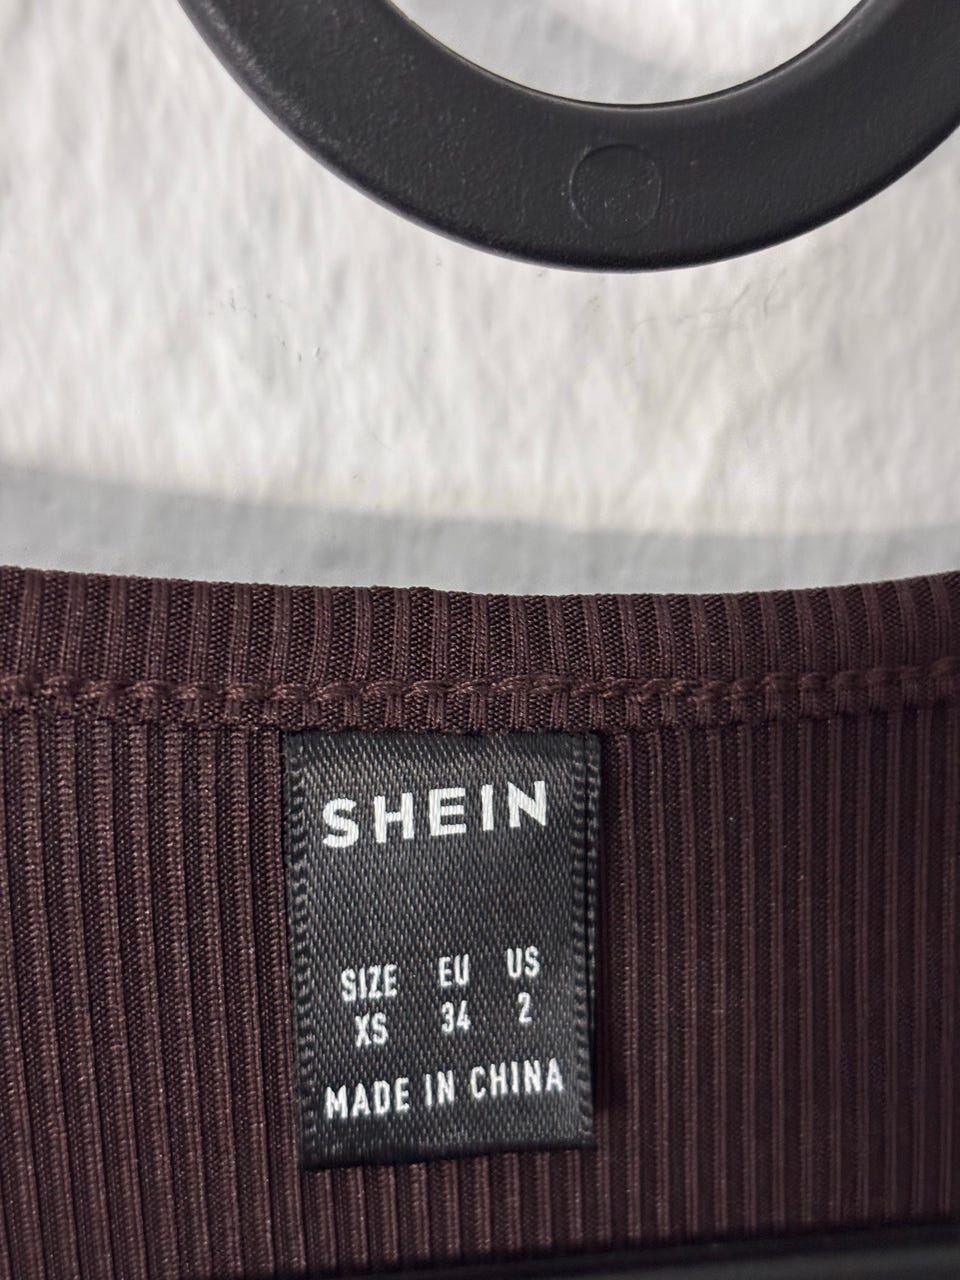 SHEIN
SIZE EU US
XS 34 2
MADE IN CHINA